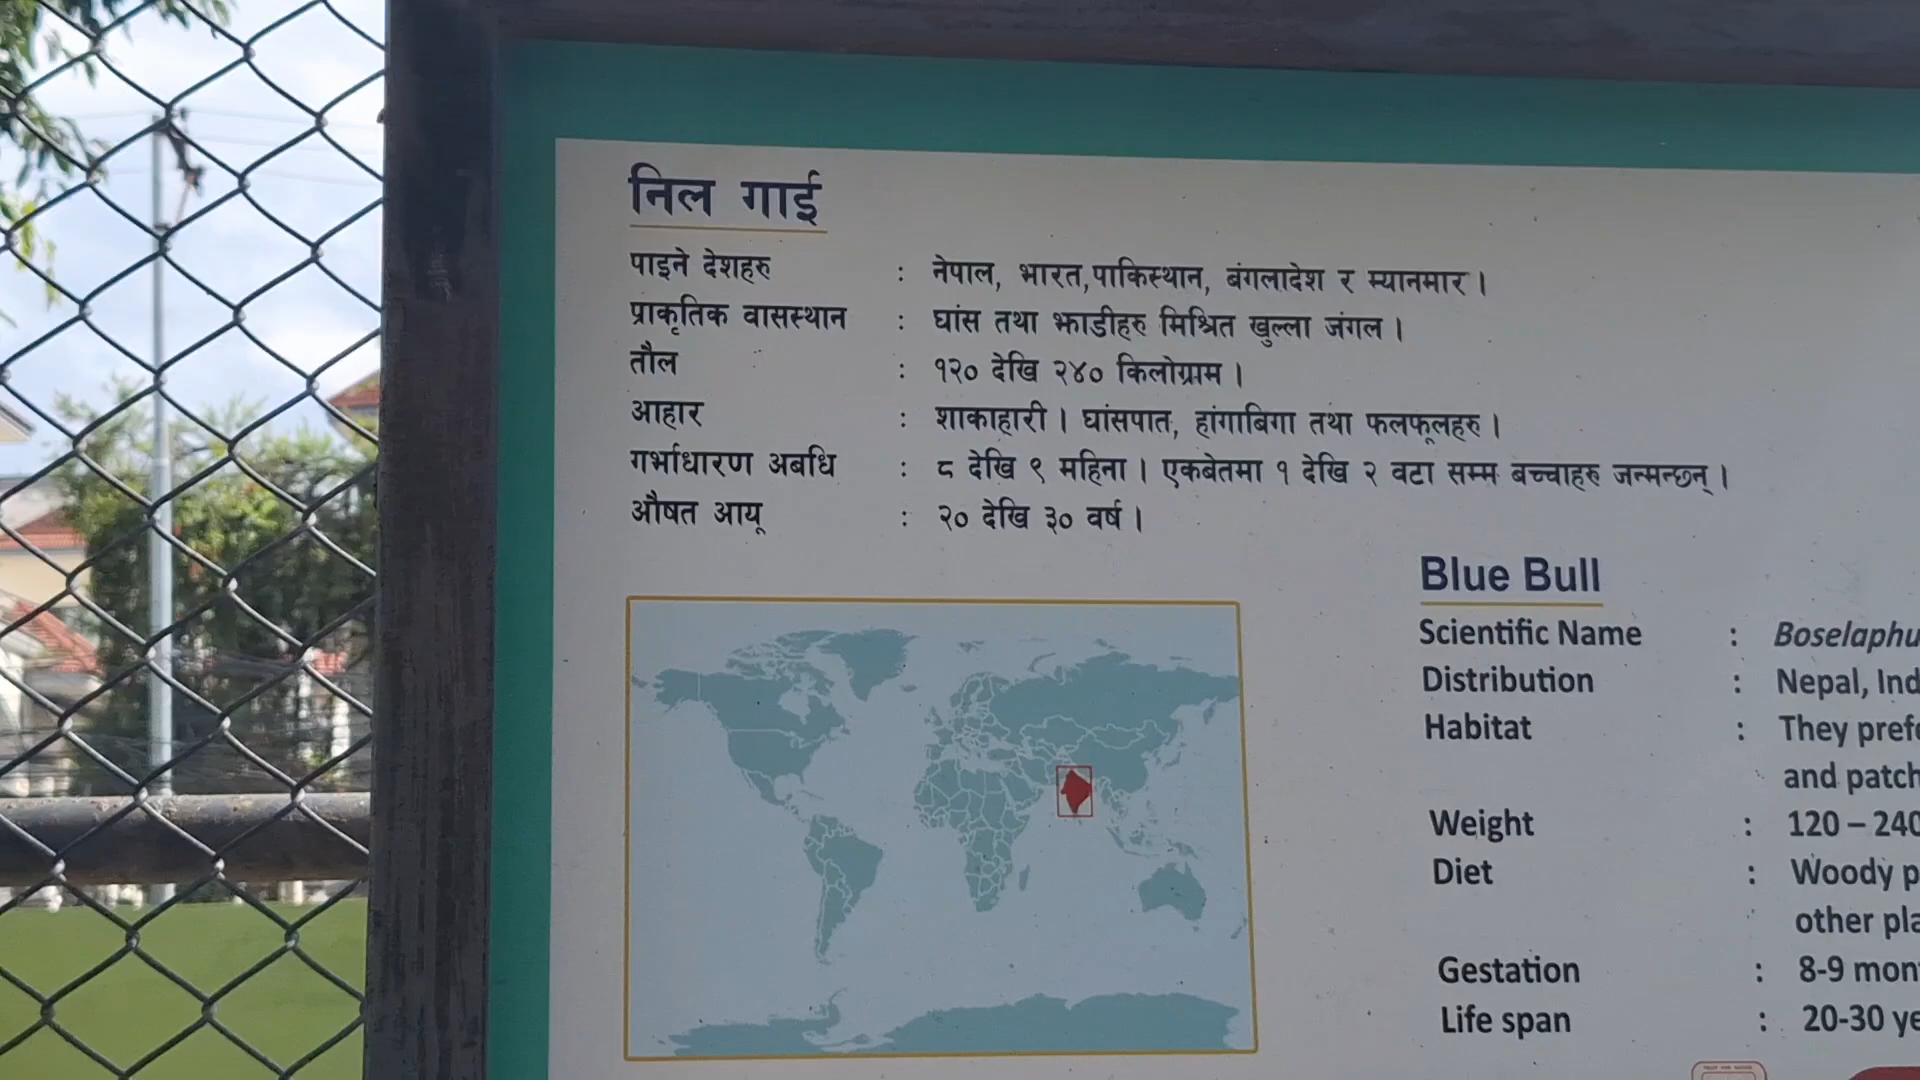 निल गाई
पाइने देशहरु : नेपाल, भारत,पाकिस्थान, बंगलादेश र म्यानमार ।
प्राकृतिक वासस्थान : घांस तथा झाडीहरु मिश्रित खुल्ला जंगल ।
तौल : १२० देखि २४० किलोग्राम ।
आहार : शाकाहारी । घांसपात, हांगाबिगा तथा फलफूलहरु ।
गर्भाधारण अबधि : ८ देखि ९ महिना । एकबेतमा १ देखि २ वटा सम्म बच्चाहरु जन्मन्छन् ।
औषत आयू : २० देखि ३० वर्ष ।
Blue Bull
Scientific Name : Boselaphu
Distribution : Nepal, Ind
Habitat : They prefe
and patch
Weight : 120 – 240
Diet : Woody p
other pla
Gestation : 8-9 mon
Life span : 20-30 ye